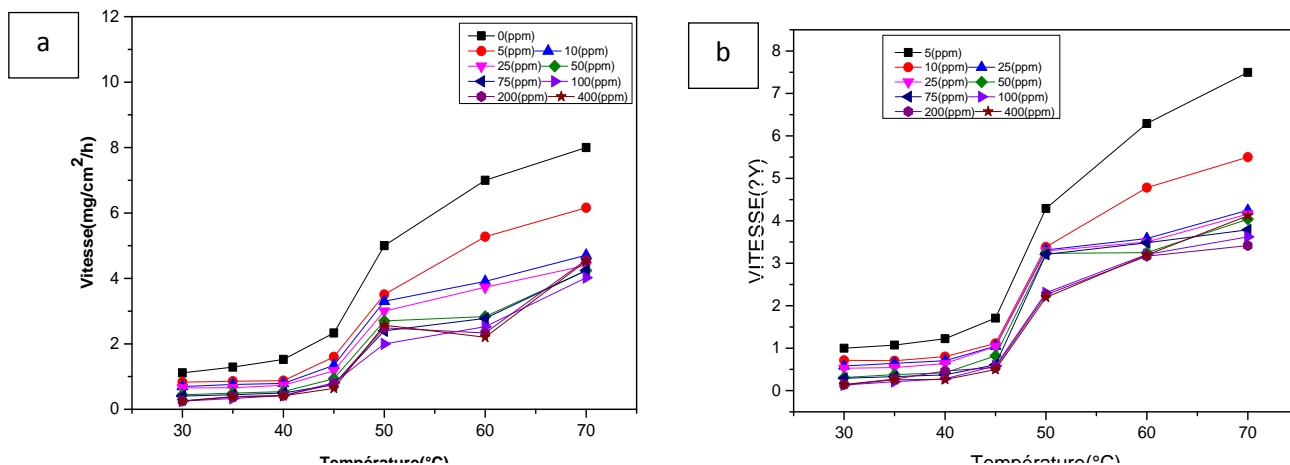 a
12
10
8
6
4
2
0
Vitesse(mg/cm²/h)
0(ppm)
5(ppm) 10(ppm)
25(ppm) 50(ppm)
75(ppm) 100(ppm)
200(ppm) 400(ppm)
30 40 50 60 70
Température(°C)
b
8
7
6
5
4
3
2
1
0
VITESSE(?Y)
5(ppm)
10(ppm) 25(ppm)
25(ppm) 50(ppm)
75(ppm) 100(ppm)
200(ppm) 400(ppm)
30 40 50 60 70
Température(°C)